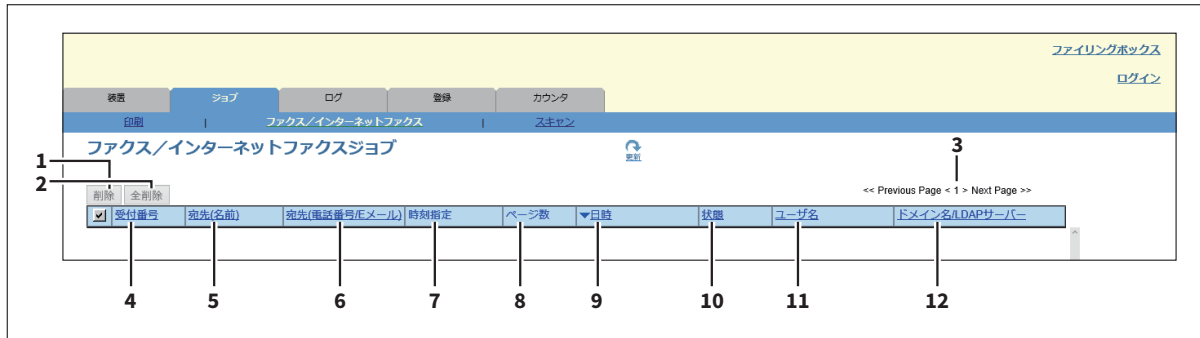 ファイリングボックス
ログイン
装置 ジョブ ログ 登録 カウンタ
印刷 | ファクス／インターネットファクス | スキャン
ファクス／インターネットファクスジョブ
更新
1
2
3
削除 全削除
<< Previous Page < 1 > Next Page >>
受付番号 宛先(名前) 宛先(電話番号/Eメール) 時刻指定 ページ数 ▼日時 状態 ユーザ名 ドメイン名/LDAPサーバー
4 5 6 7 8 9 10 11 12